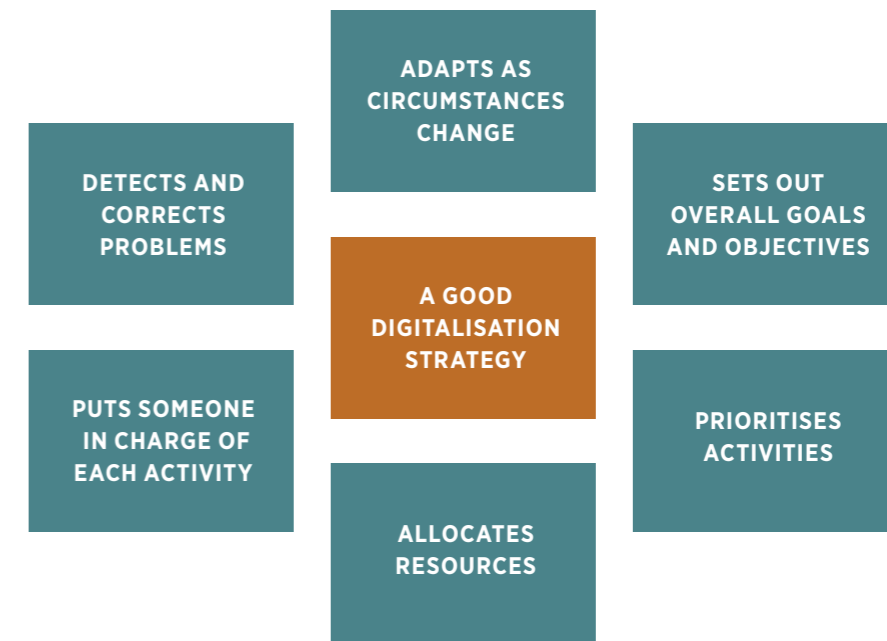 ADAPTS AS
CIRCUMSTANCES
CHANGE
DETECTS AND
CORRECTS
PROBLEMS
SETS OUT
OVERALL GOALS
AND OBJECTIVES
A GOOD
DIGITALISATION
STRATEGY
PUTS SOMEONE
IN CHARGE OF
EACH ACTIVITY
PRIORITISES
ACTIVITIES
ALLOCATES
RESOURCES